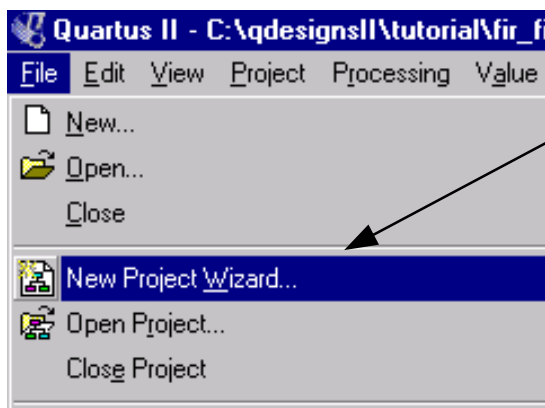 Quartus II - C:\qdesignsII\tutorial\fir_fi
File Edit View Project Processing Value
New...
Open...
Close
New Project Wizard...
Open Project...
Close Project